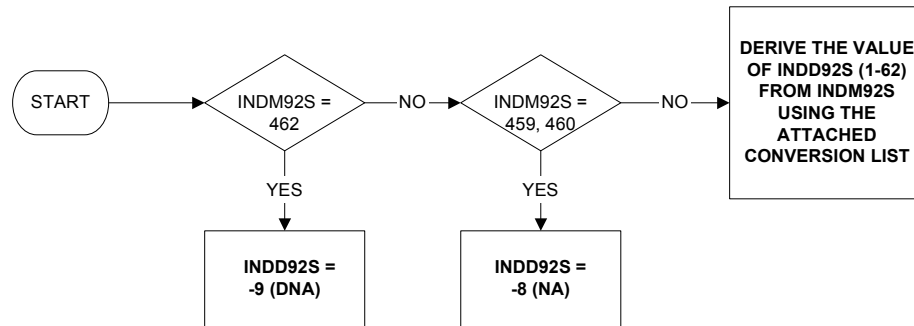 START
INDM92S =
462
NO
INDM92S =
459, 460
NO
DERIVE THE VALUE
OF INDD92S (1-62)
FROM INDM92S
USING THE
ATTACHED
CONVERSION LIST
YES
YES
INDD92S =
-9 (DNA)
INDD92S =
-8 (NA)